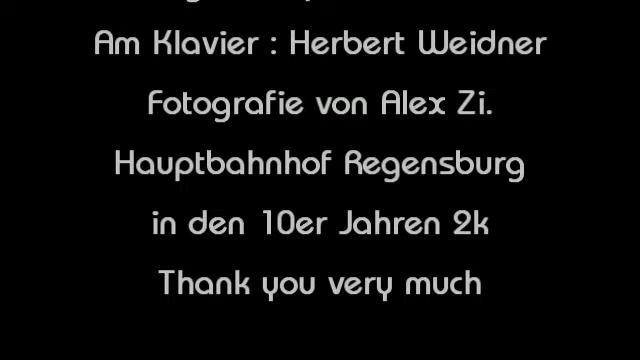 Am Klavier : Herbert Weidner
Fotografie von Alex Zi.
Hauptbahnhof Regensburg
in den 10er Jahren 2k
Thank you very much